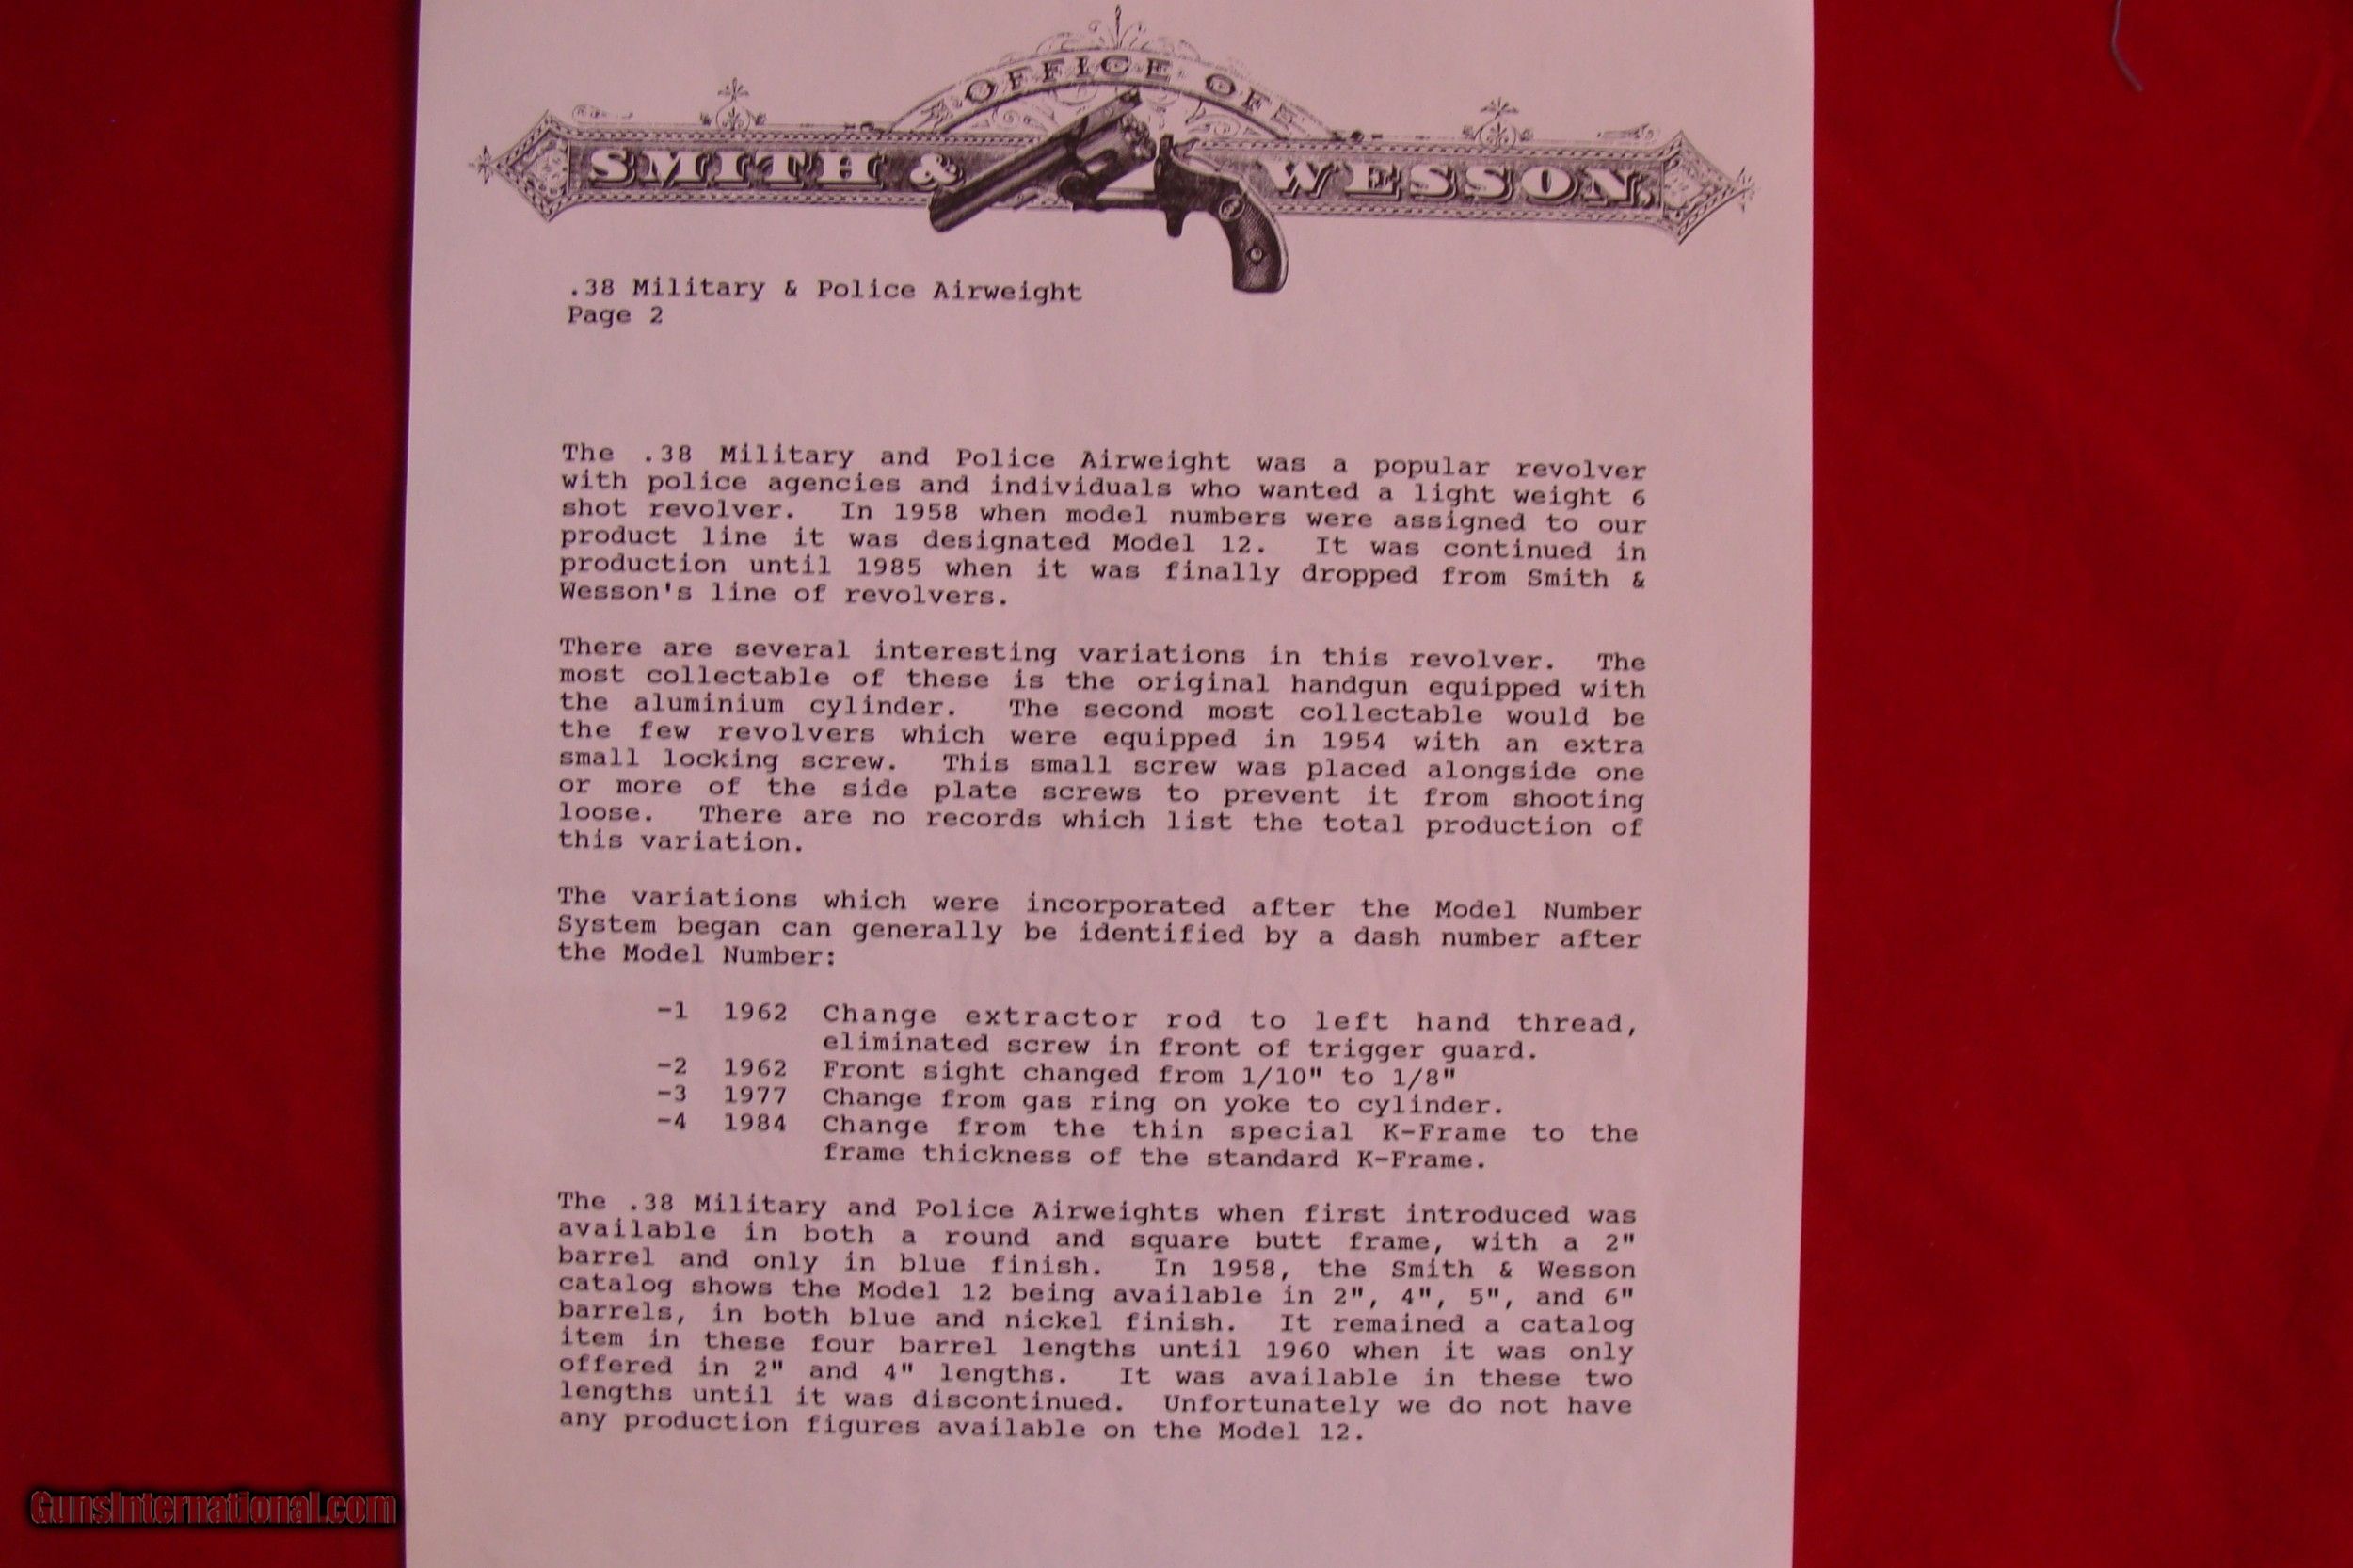 OFFICE OF
SMITH & WESSON,
.38 Military & Police Airweight
Page 2
The .38 Military and Police Airweight was a popular revolver
with police agencies and individuals who wanted a light weight 6
shot revolver. In 1958 when model numbers were assigned to our
product line it was designated Model 12. It was continued in
production until 1985 when it was finally dropped from Smith &
Wesson's line of revolvers.
There are several interesting variations in this revolver. The
most collectable of these is the original handgun equipped with
the aluminium cylinder. The second most collectable would be
the few revolvers which were equipped in 1954 with an extra
small locking screw. This small screw was placed alongside one
or more of the side plate screws to prevent it from shooting
loose. There are no records which list the total production of
this variation.
The variations which were incorporated after the Model Number
System began can generally be identified by a dash number after
the Model Number:
-1 1962 Change extractor rod to left hand thread,
eliminated screw in front of trigger guard.
-2 1962 Front sight changed from 1/10" to 1/8"
-3 1977 Change from gas ring on yoke to cylinder.
-4 1984 Change from the thin special K-Frame to the
frame thickness of the standard K-Frame.
The .38 Military and Police Airweights when first introduced was
available in both a round and square butt frame, with a 2"
barrel and only in blue finish. In 1958, the Smith & Wesson
catalog shows the Model 12 being available in 2", 4", 5", and 6"
barrels, in both blue and nickel finish. It remained a catalog
item in these four barrel lengths until 1960 when it was only
offered in 2" and 4" lengths. It was available in these two
lengths until it was discontinued. Unfortunately we do not have
any production figures available on the Model 12.
GunsInternational.com